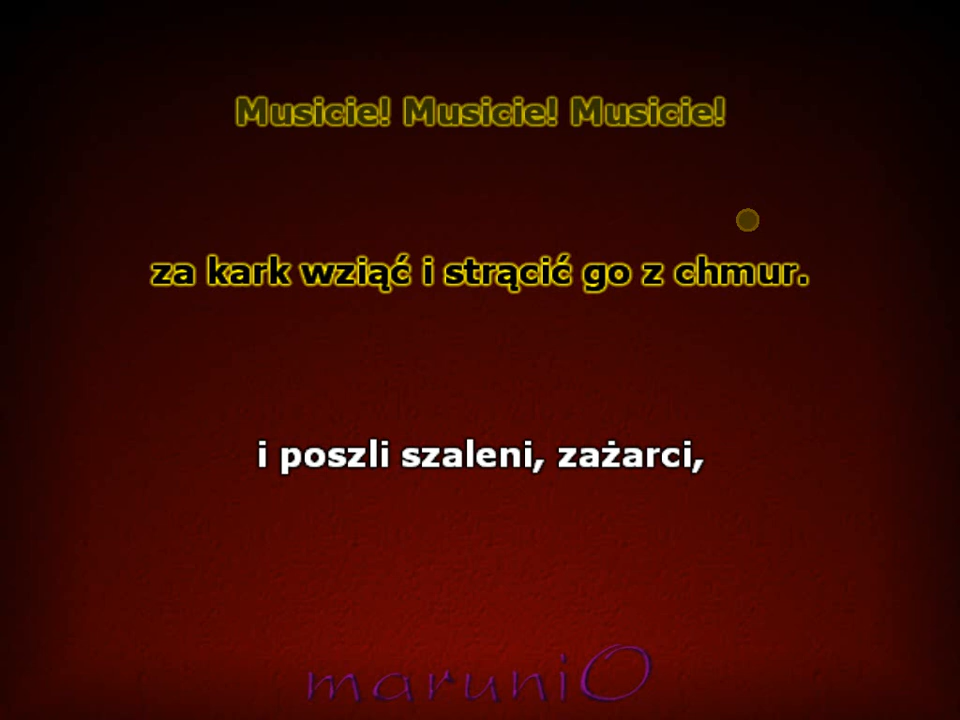 Musicie! Musicie! Musicie!
za kark wziąć i strącić go z chmur.
i poszli szaleni, zażarci,
maruniO